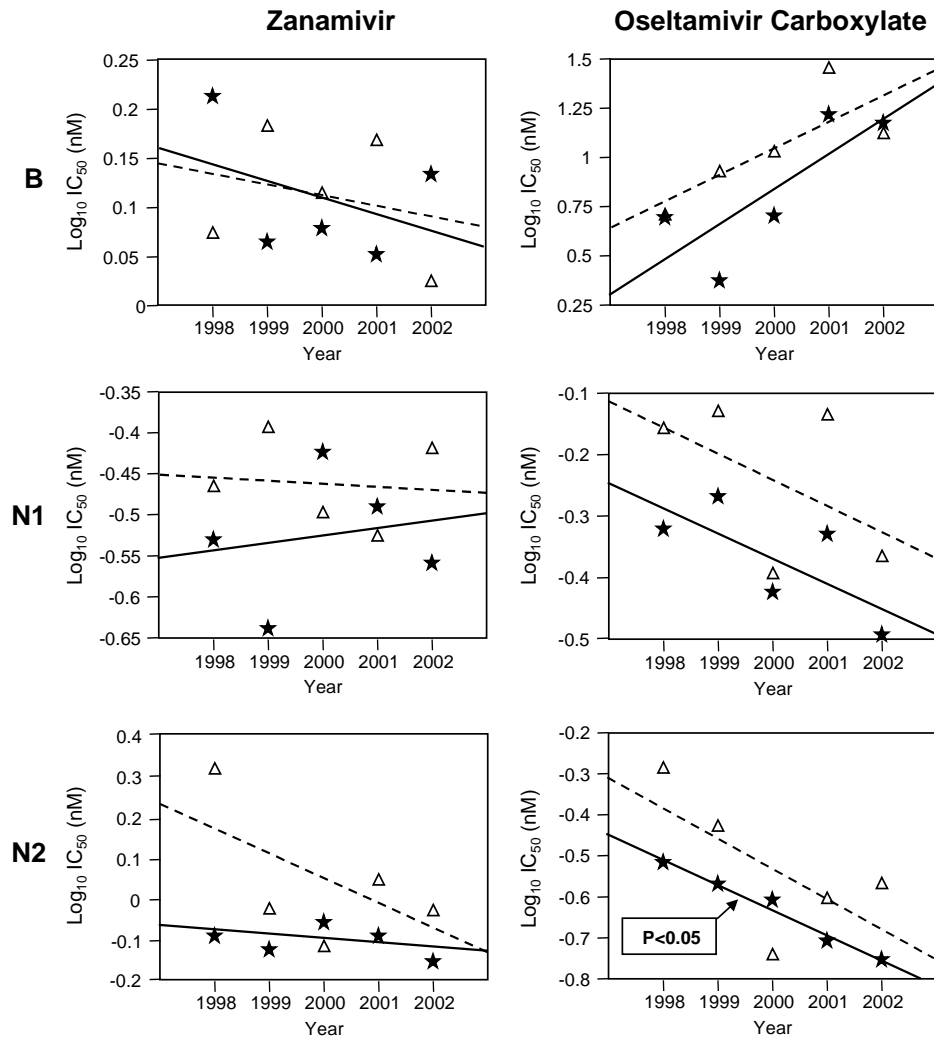 Zanamivir
Oseltamivir Carboxylate
B
Log10 IC50 (nM)
0.25
0.2
0.15
0.1
0.05
0
1998 1999 2000 2001 2002
Year
Log10 IC50 (nM)
1.5
1.25
1
0.75
0.5
0.25
1998 1999 2000 2001 2002
Year
N1
Log10 IC50 (nM)
-0.35
-0.4
-0.45
-0.5
-0.55
-0.6
-0.65
1998 1999 2000 2001 2002
Year
Log10 IC50 (nM)
-0.1
-0.2
-0.3
-0.4
-0.5
1998 1999 2000 2001 2002
Year
N2
Log10 IC50 (nM)
0.4
0.3
0.2
0.1
0
-0.1
-0.2
1998 1999 2000 2001 2002
Year
Log10 IC50 (nM)
-0.2
-0.3
-0.4
-0.5
-0.6
-0.7
-0.8
P<0.05
1998 1999 2000 2001 2002
Year